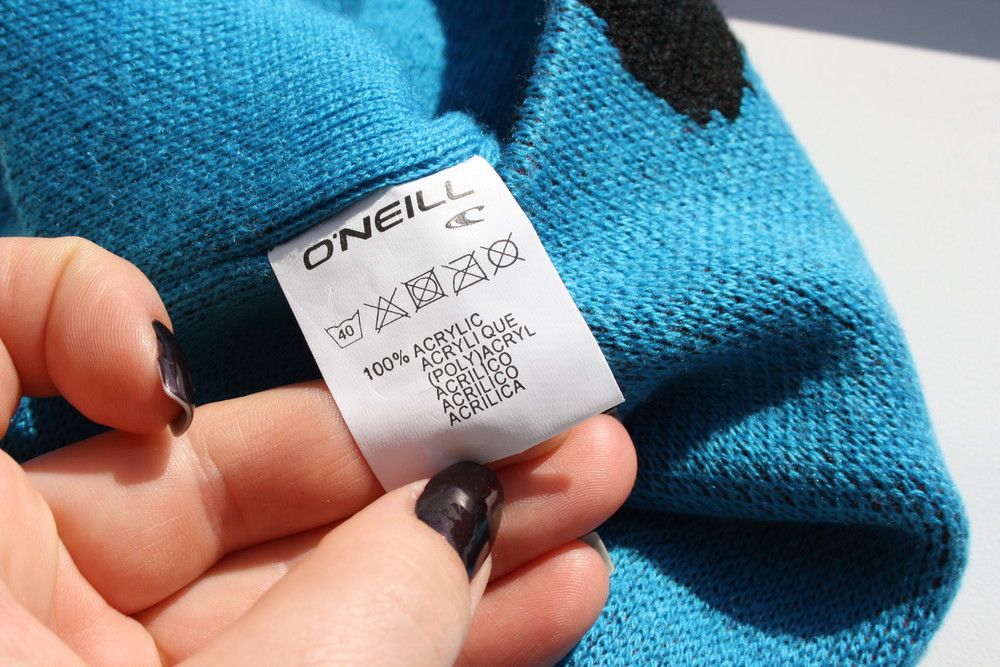 O'NEILL
40
100% ACRYLIC
ACRYLIQUE
(POLY)ACRYL
ACRILICO
ACRILICO
ACRILICA